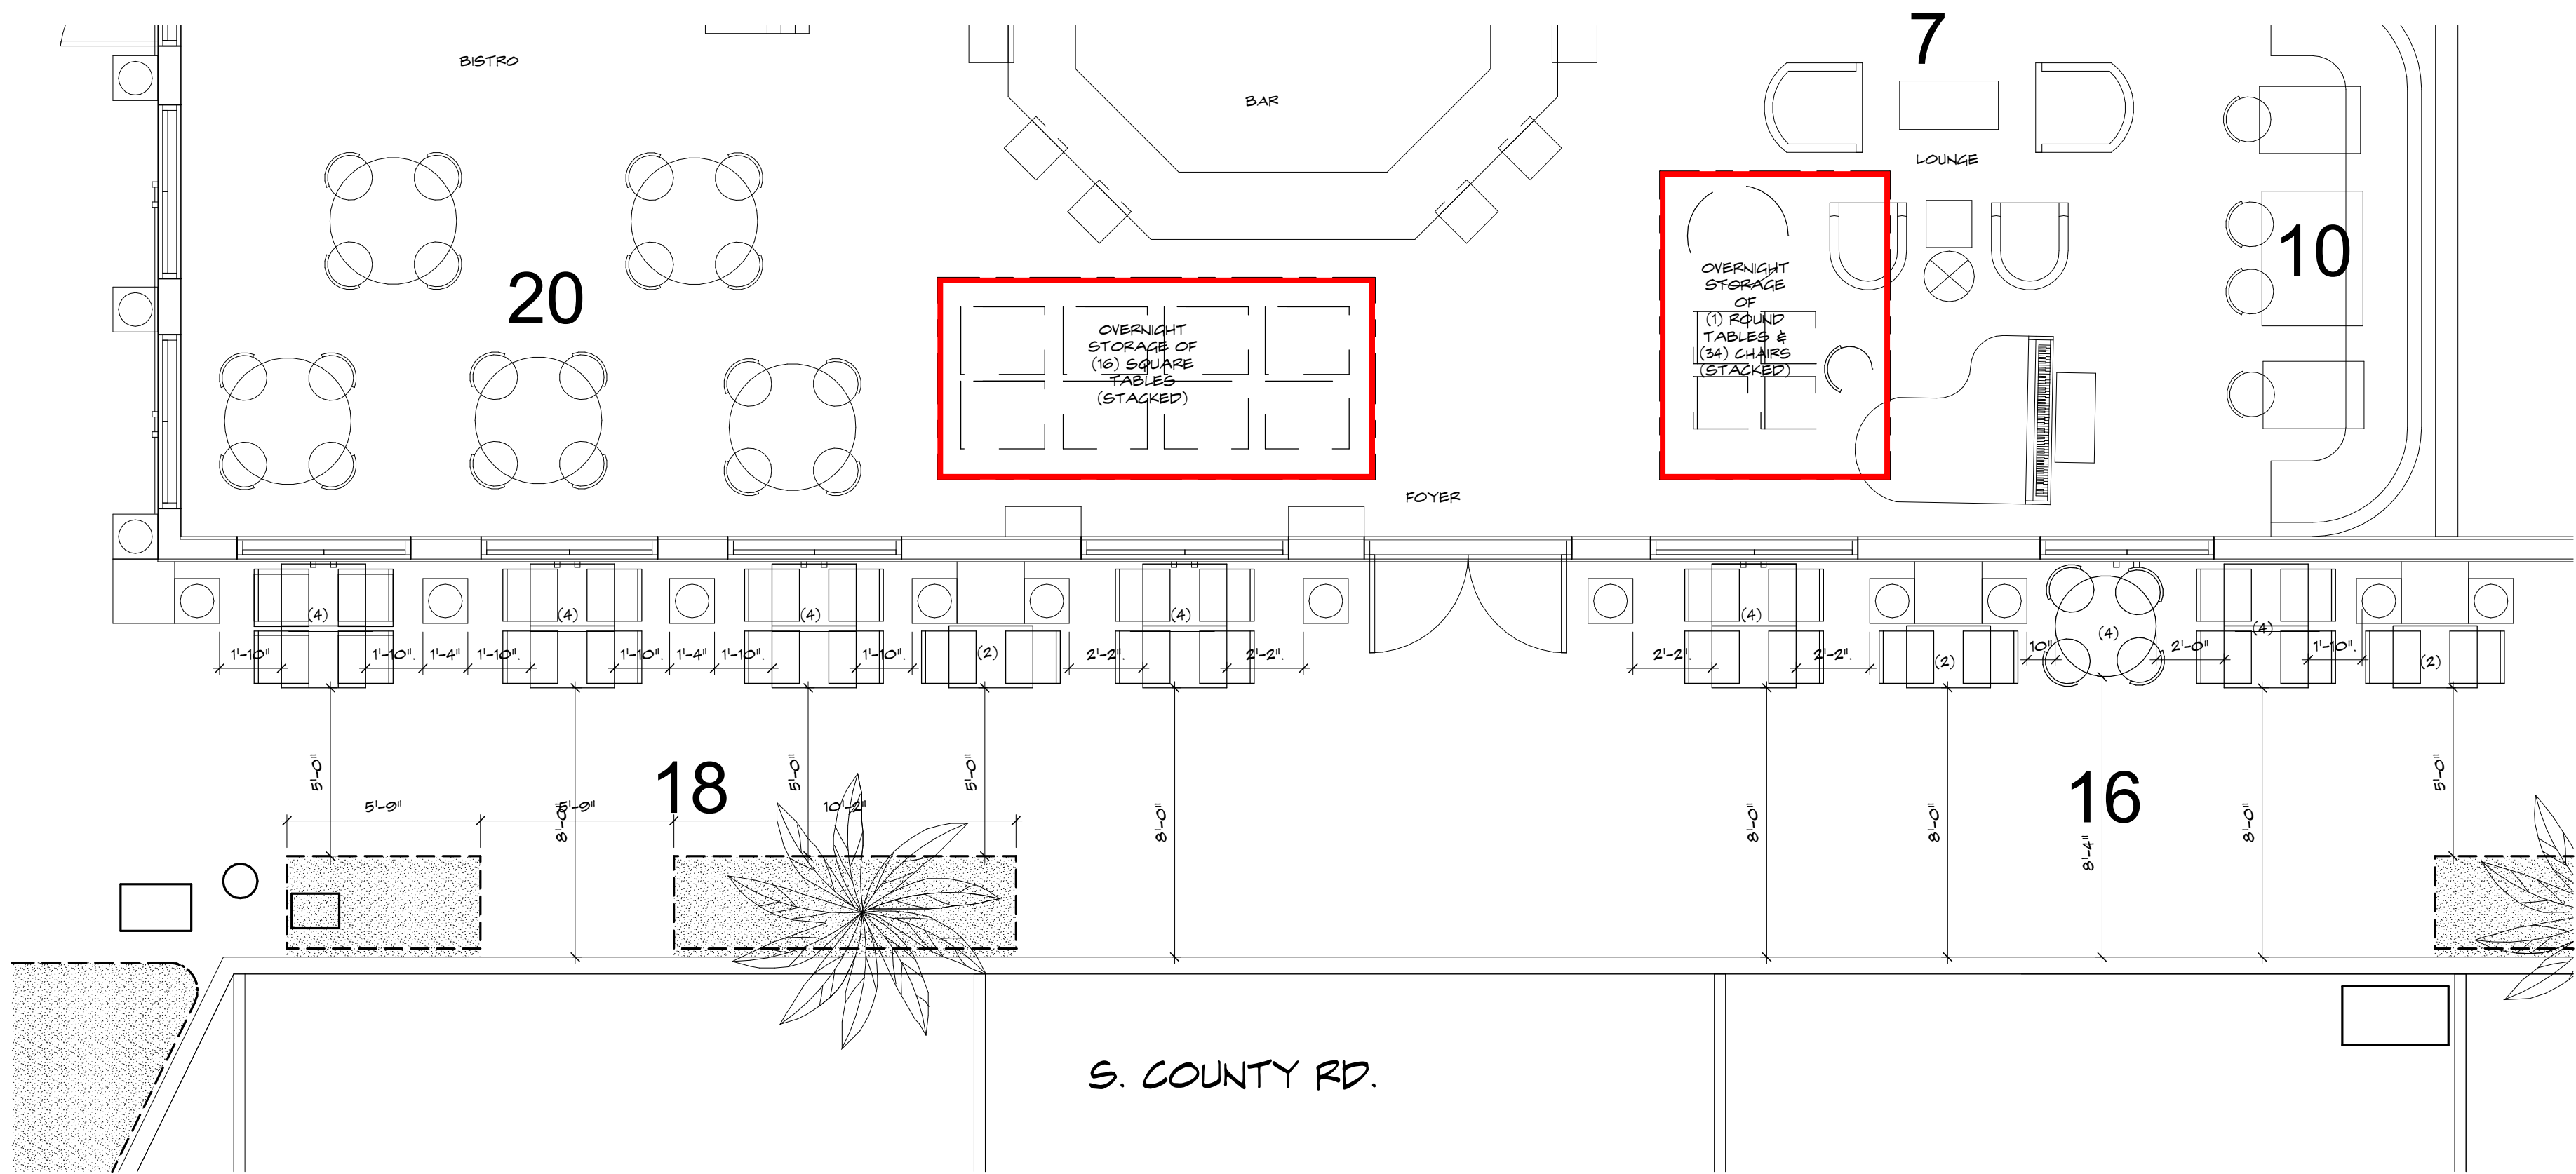 7
BISTRO
BAR
LOUNGE
10
20
OVERNIGHT
STORAGE
OF
(1) ROUND
TABLES &
(34) CHAIRS
(STACKED)
OVERNIGHT
STORAGE OF
(16) SQUARE
TABLES
(STACKED)
FOYER
(4) (4) (4) (4) (4) (4) (4)
(2) (2) (2)
1'-10" 1'-10". 1'-4" 1'-10". 1'-10". 1'-4" 1'-10". 1'-10". 2'-2". 2'-2". 2'-2". 2'-2". 10" 2'-0" 1'-10".
5'-0" 5'-0" 5'-0" 5'-0"
18
16
5'-9" 5'-9" 10'-2"
8'-0" 8'-0" 8'-0" 8'-0" 8'-4" 8'-0"
S. COUNTY RD.